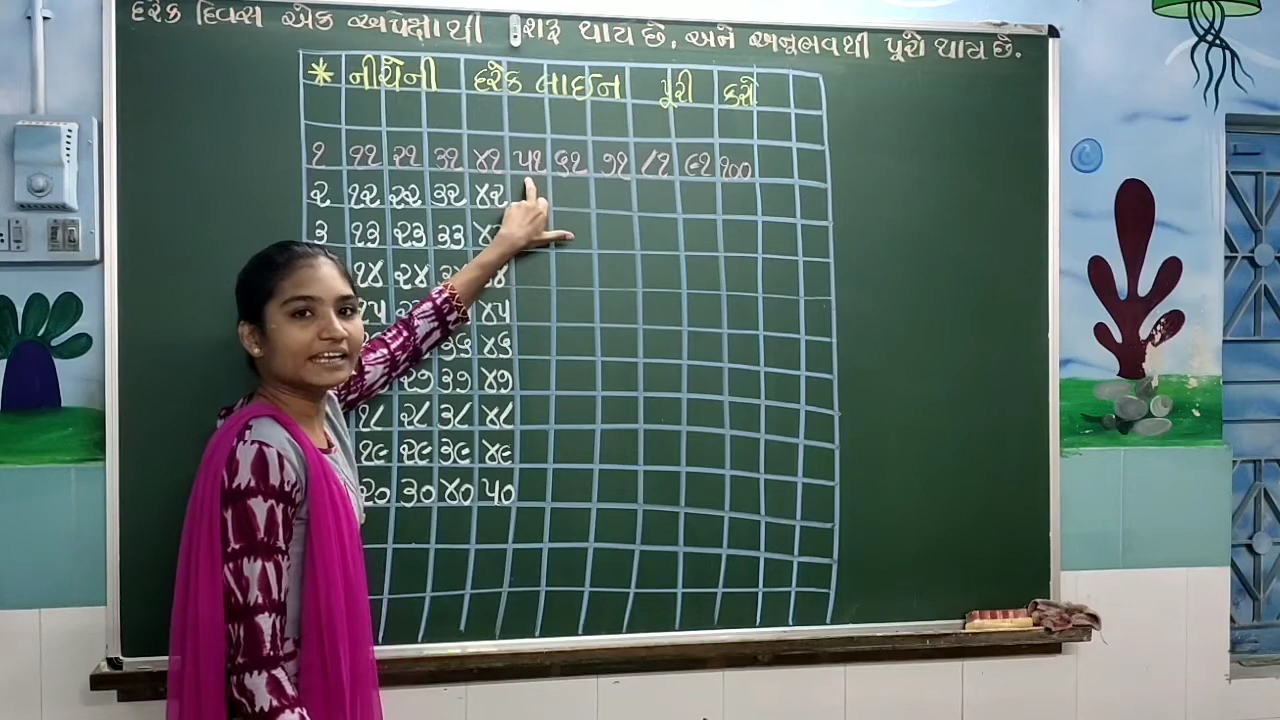 દરેક દિવસ એક અપેક્ષાથી શરૂ થાય છે. અને અનુભવથી પૂરો થાય છે.
* નીચેની દરેક લાઈન પૂરી કરો
૧ ૧૧ ૨૧ ૩૧ ૪૧ ૫૧ ૬૧ ૭૧ ૮૧ ૯૧ ૧૦૦
૨ ૧૨ ૨૨ ૩૨ ૪૨
૩ ૧૩ ૨૩ ૩૩
૧૪ ૨૪
૪૫
૩૬ ૪૬
૨૭ ૩૭ ૪૭
૧૮ ૨૮ ૩૮ ૪૮
૧૯ ૨૯ ૩૯ ૪૯
૨૦ ૩૦ ૪૦ ૫૦